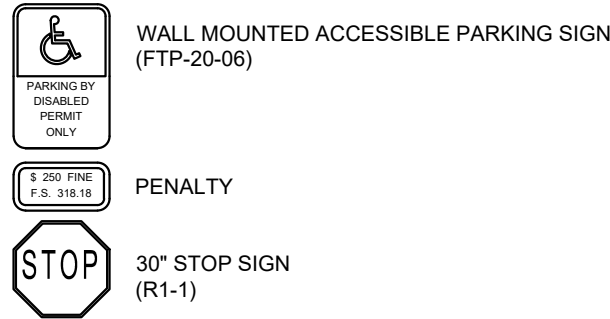 WALL MOUNTED ACCESSIBLE PARKING SIGN
(FTP-20-06)
PARKING BY
DISABLED
PERMIT
ONLY
$ 250 FINE
F.S. 318.18
PENALTY
STOP
30" STOP SIGN
(R1-1)